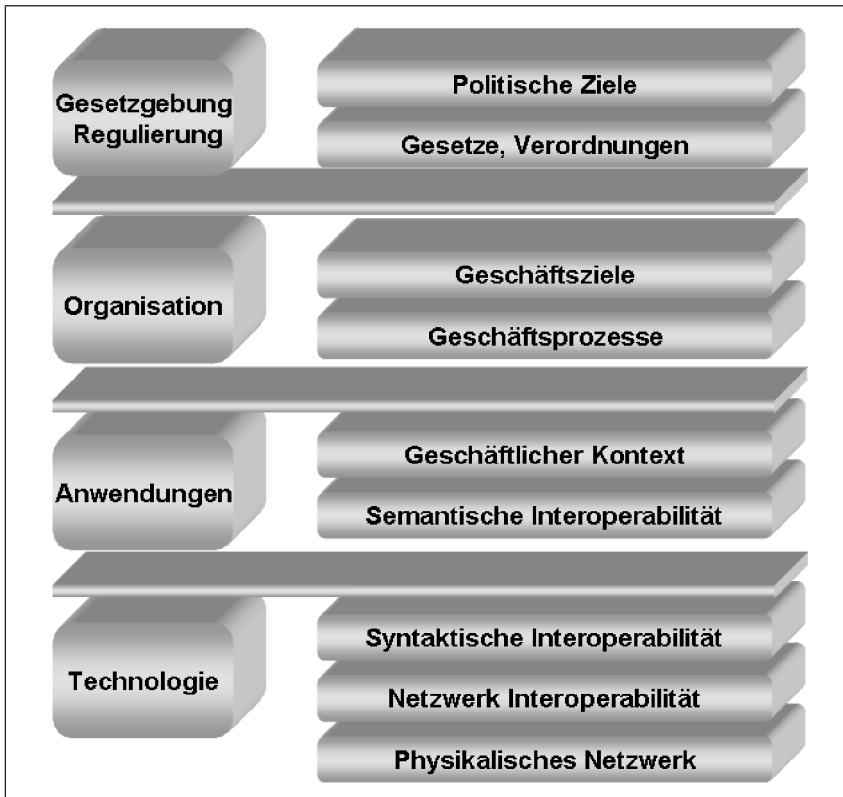 Gesetzgebung
Regulierung
Politische Ziele
Gesetze, Verordnungen
Organisation
Geschäftsziele
Geschäftsprozesse
Anwendungen
Geschäftlicher Kontext
Semantische Interoperabilität
Technologie
Syntaktische Interoperabilität
Netzwerk Interoperabilität
Physikalisches Netzwerk